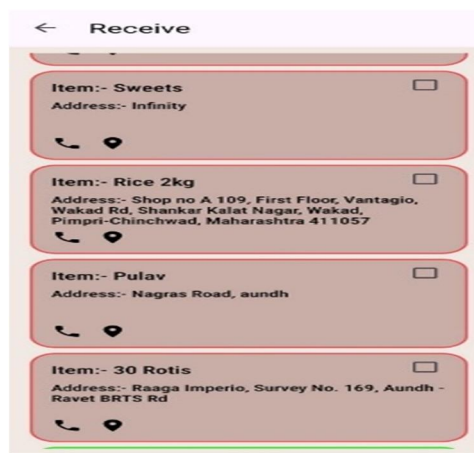 Receive
Item:- Sweets
Address:- Infinity
Item:- Rice 2kg
Address:- Shop no A 109, First Floor, Vantagio,
Wakad Rd, Shankar Kalat Nagar, Wakad,
Pimpri-Chinchwad, Maharashtra 411057
Item:- Pulav
Address:- Nagras Road, aundh
Item:- 30 Rotis
Address:- Raaga Imperio, Survey No. 169, Aundh -
Ravet BRTS Rd